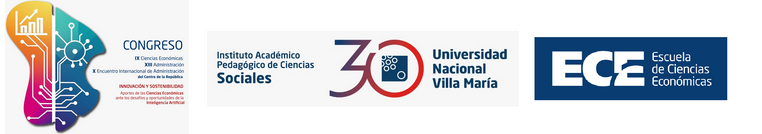 CONGRESO
IX Ciencias Económicas
XIII Administración
X Encuentro Internacional de Administración
del Centro de la República
INNOVACIÓN Y SOSTENIBILIDAD
Aportes de las Ciencias Económicas
ante los desafíos y oportunidades de la
Inteligencia Artificial
Instituto Académico
Pedagógico de Ciencias
Sociales
30
Universidad
Nacional
Villa María
ECE
Escuela
de Ciencias
Económicas